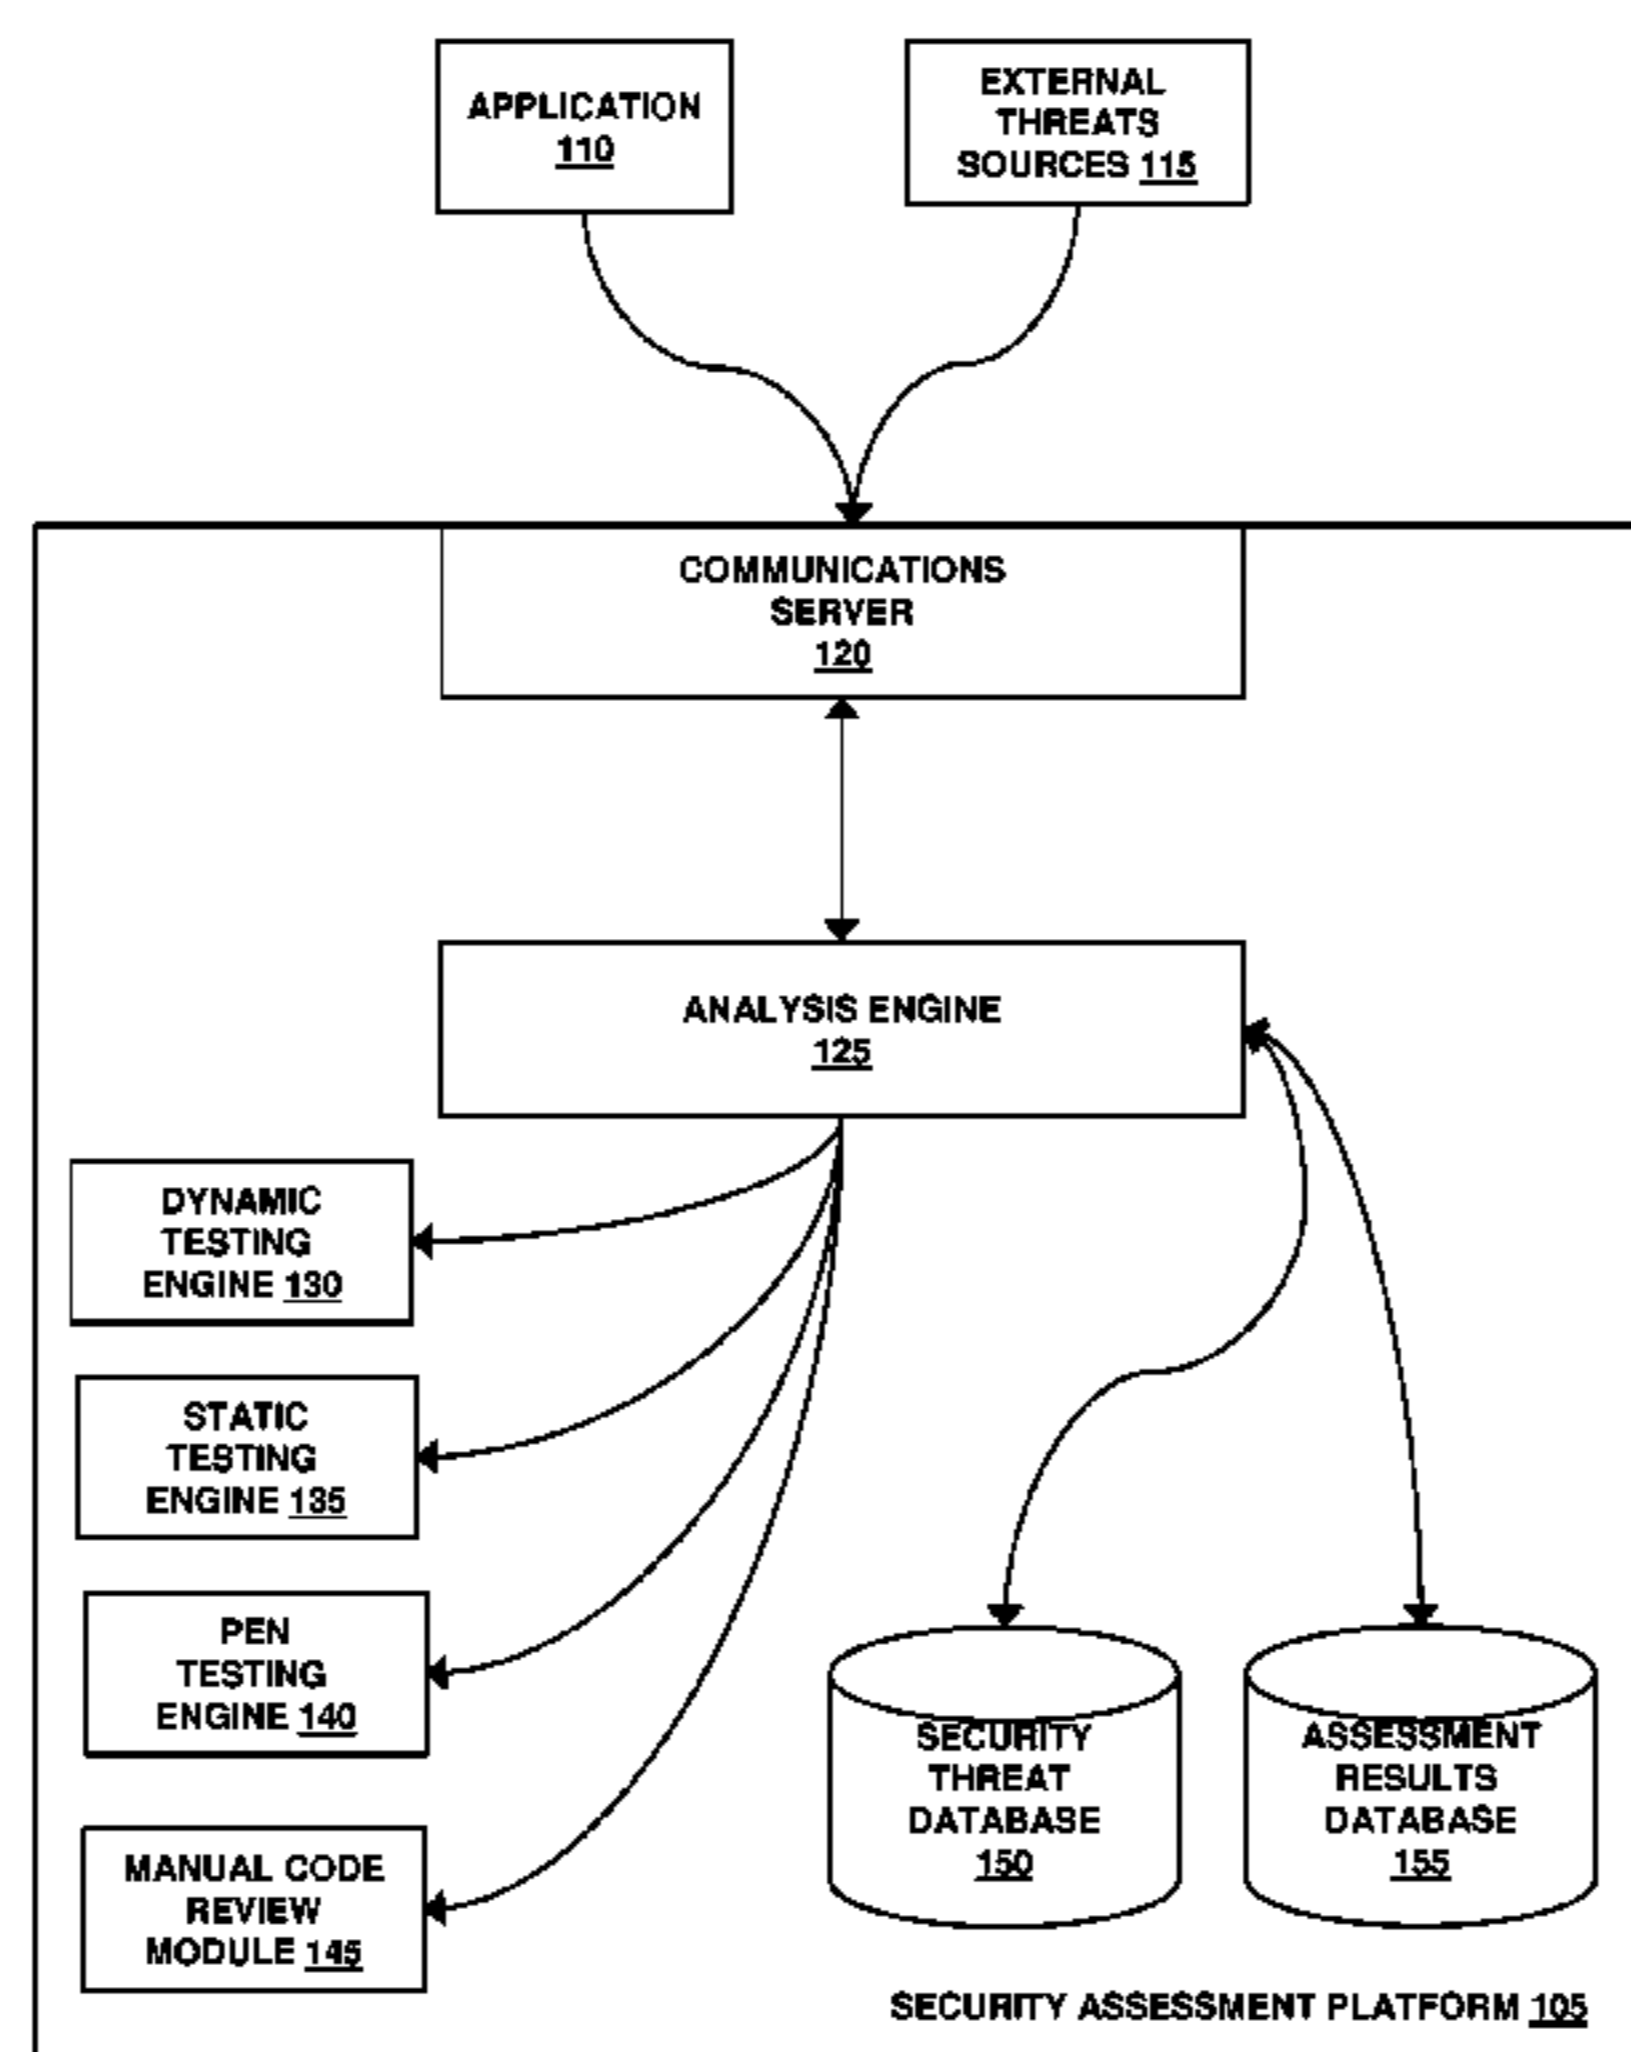 APPLICATION
110
EXTERNAL
THREATS
SOURCES 115
COMMUNICATIONS
SERVER
120
ANALYSIS ENGINE
125
DYNAMIC
TESTING
ENGINE 130
STATIC
TESTING
ENGINE 135
PEN
TESTING
ENGINE 140
MANUAL CODE
REVIEW
MODULE 145
SECURITY
THREAT
DATABASE
150
ASSESSMENT
RESULTS
DATABASE
155
SECURITY ASSESSMENT PLATFORM 105